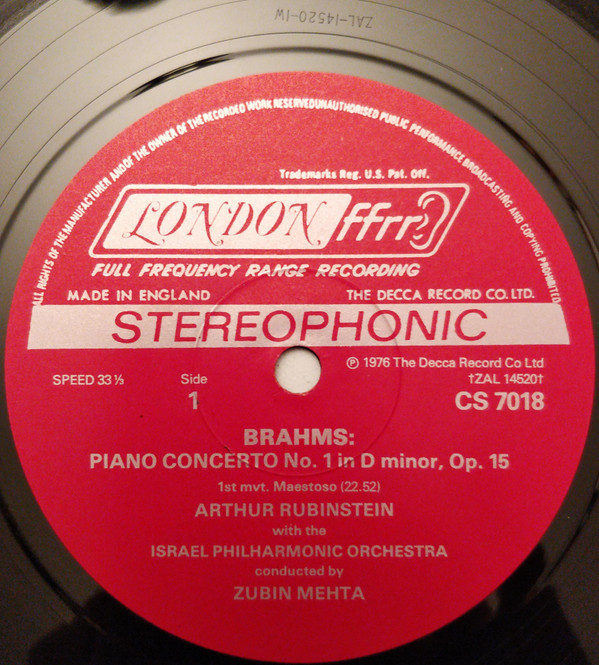 ZAL-14520-1W
ALL RIGHTS OF THE MANUFACTURER AND OF THE OWNER OF THE RECORDED WORK RESERVED UNAUTHORISED PUBLIC PERFORMANCE BROADCASTING AND COPYING PROHIBITED
Trademarks Reg. U.S. Pat. Off.
LONDON ffrr
FULL FREQUENCY RANGE RECORDING
MADE IN ENGLAND THE DECCA RECORD CO. LTD.
STEREOPHONIC
℗ 1976 The Decca Record Co Ltd
SPEED 33⅓ Side †ZAL 14520†
1 CS 7018
BRAHMS:
PIANO CONCERTO No. 1 in D minor, Op. 15
1st mvt. Maestoso (22.52)
ARTHUR RUBINSTEIN
with the
ISRAEL PHILHARMONIC ORCHESTRA
conducted by
ZUBIN MEHTA